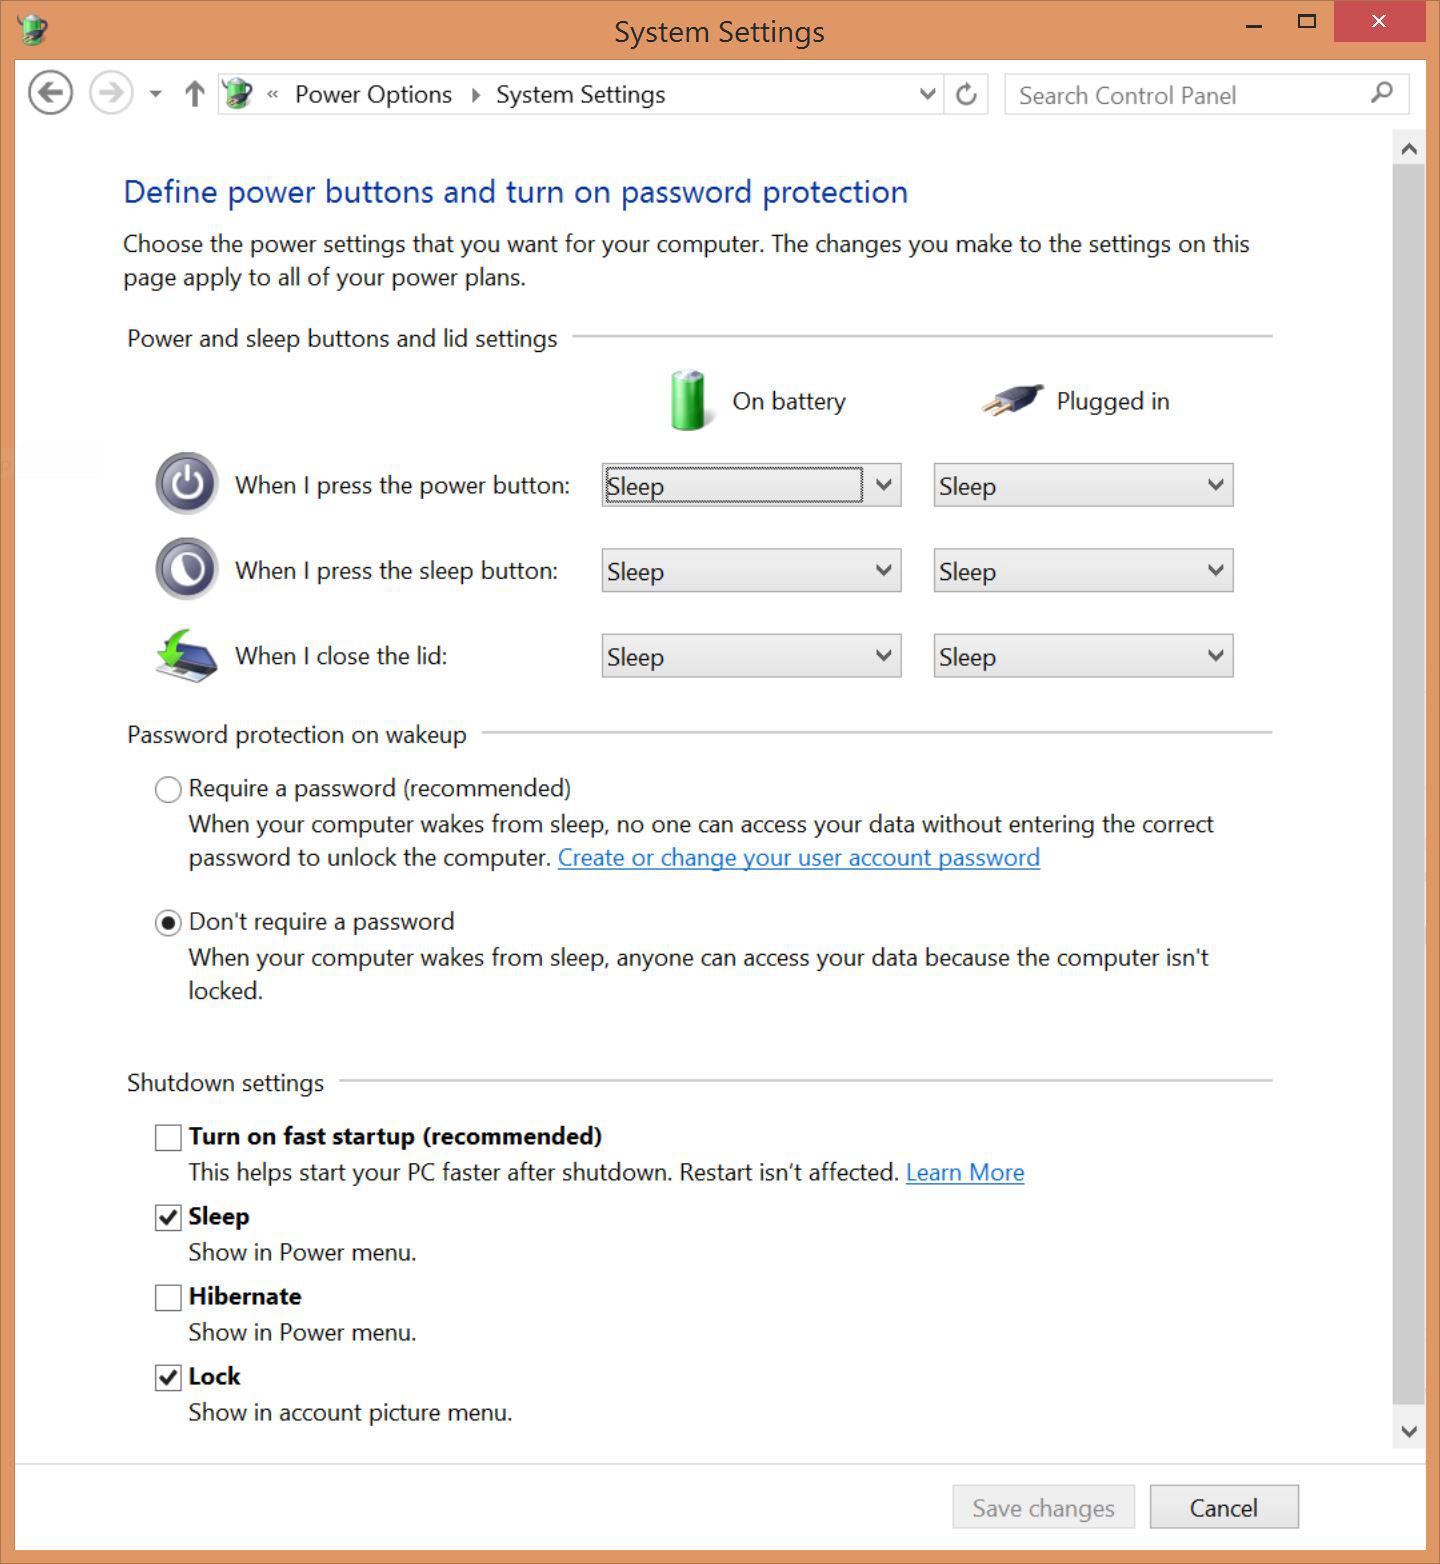 System Settings
« Power Options System Settings
Search Control Panel
Define power buttons and turn on password protection
Choose the power settings that you want for your computer. The changes you make to the settings on this
page apply to all of your power plans.
Power and sleep buttons and lid settings
On battery Plugged in
When I press the power button: Sleep Sleep
When I press the sleep button: Sleep Sleep
When I close the lid: Sleep Sleep
Password protection on wakeup
Require a password (recommended)
When your computer wakes from sleep, no one can access your data without entering the correct
password to unlock the computer. Create or change your user account password
Don't require a password
When your computer wakes from sleep, anyone can access your data because the computer isn't
locked.
Shutdown settings
Turn on fast startup (recommended)
This helps start your PC faster after shutdown. Restart isn’t affected. Learn More
Sleep
Show in Power menu.
Hibernate
Show in Power menu.
Lock
Show in account picture menu.
Save changes Cancel